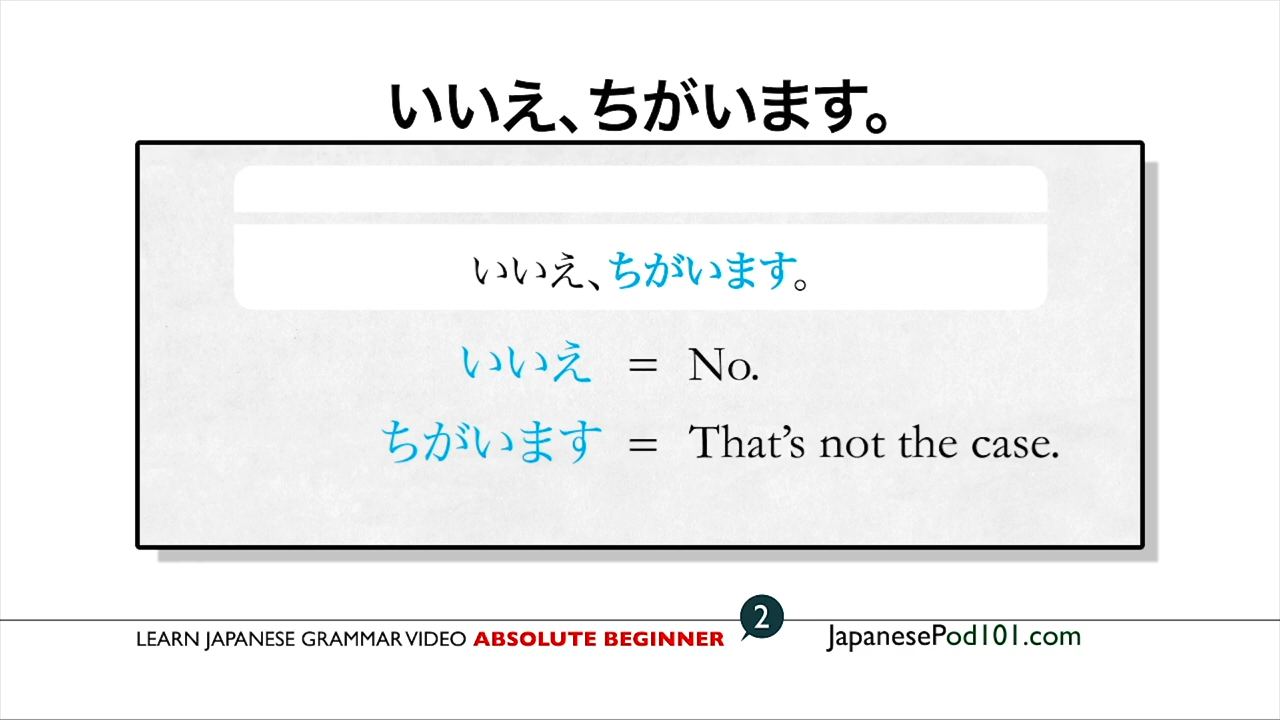 いいえ、ちがいます。
いいえ、ちがいます。
いいえ = No.
ちがいます = That's not the case.
LEARN JAPANESE GRAMMAR VIDEO ABSOLUTE BEGINNER 2 JapanesePod101.com